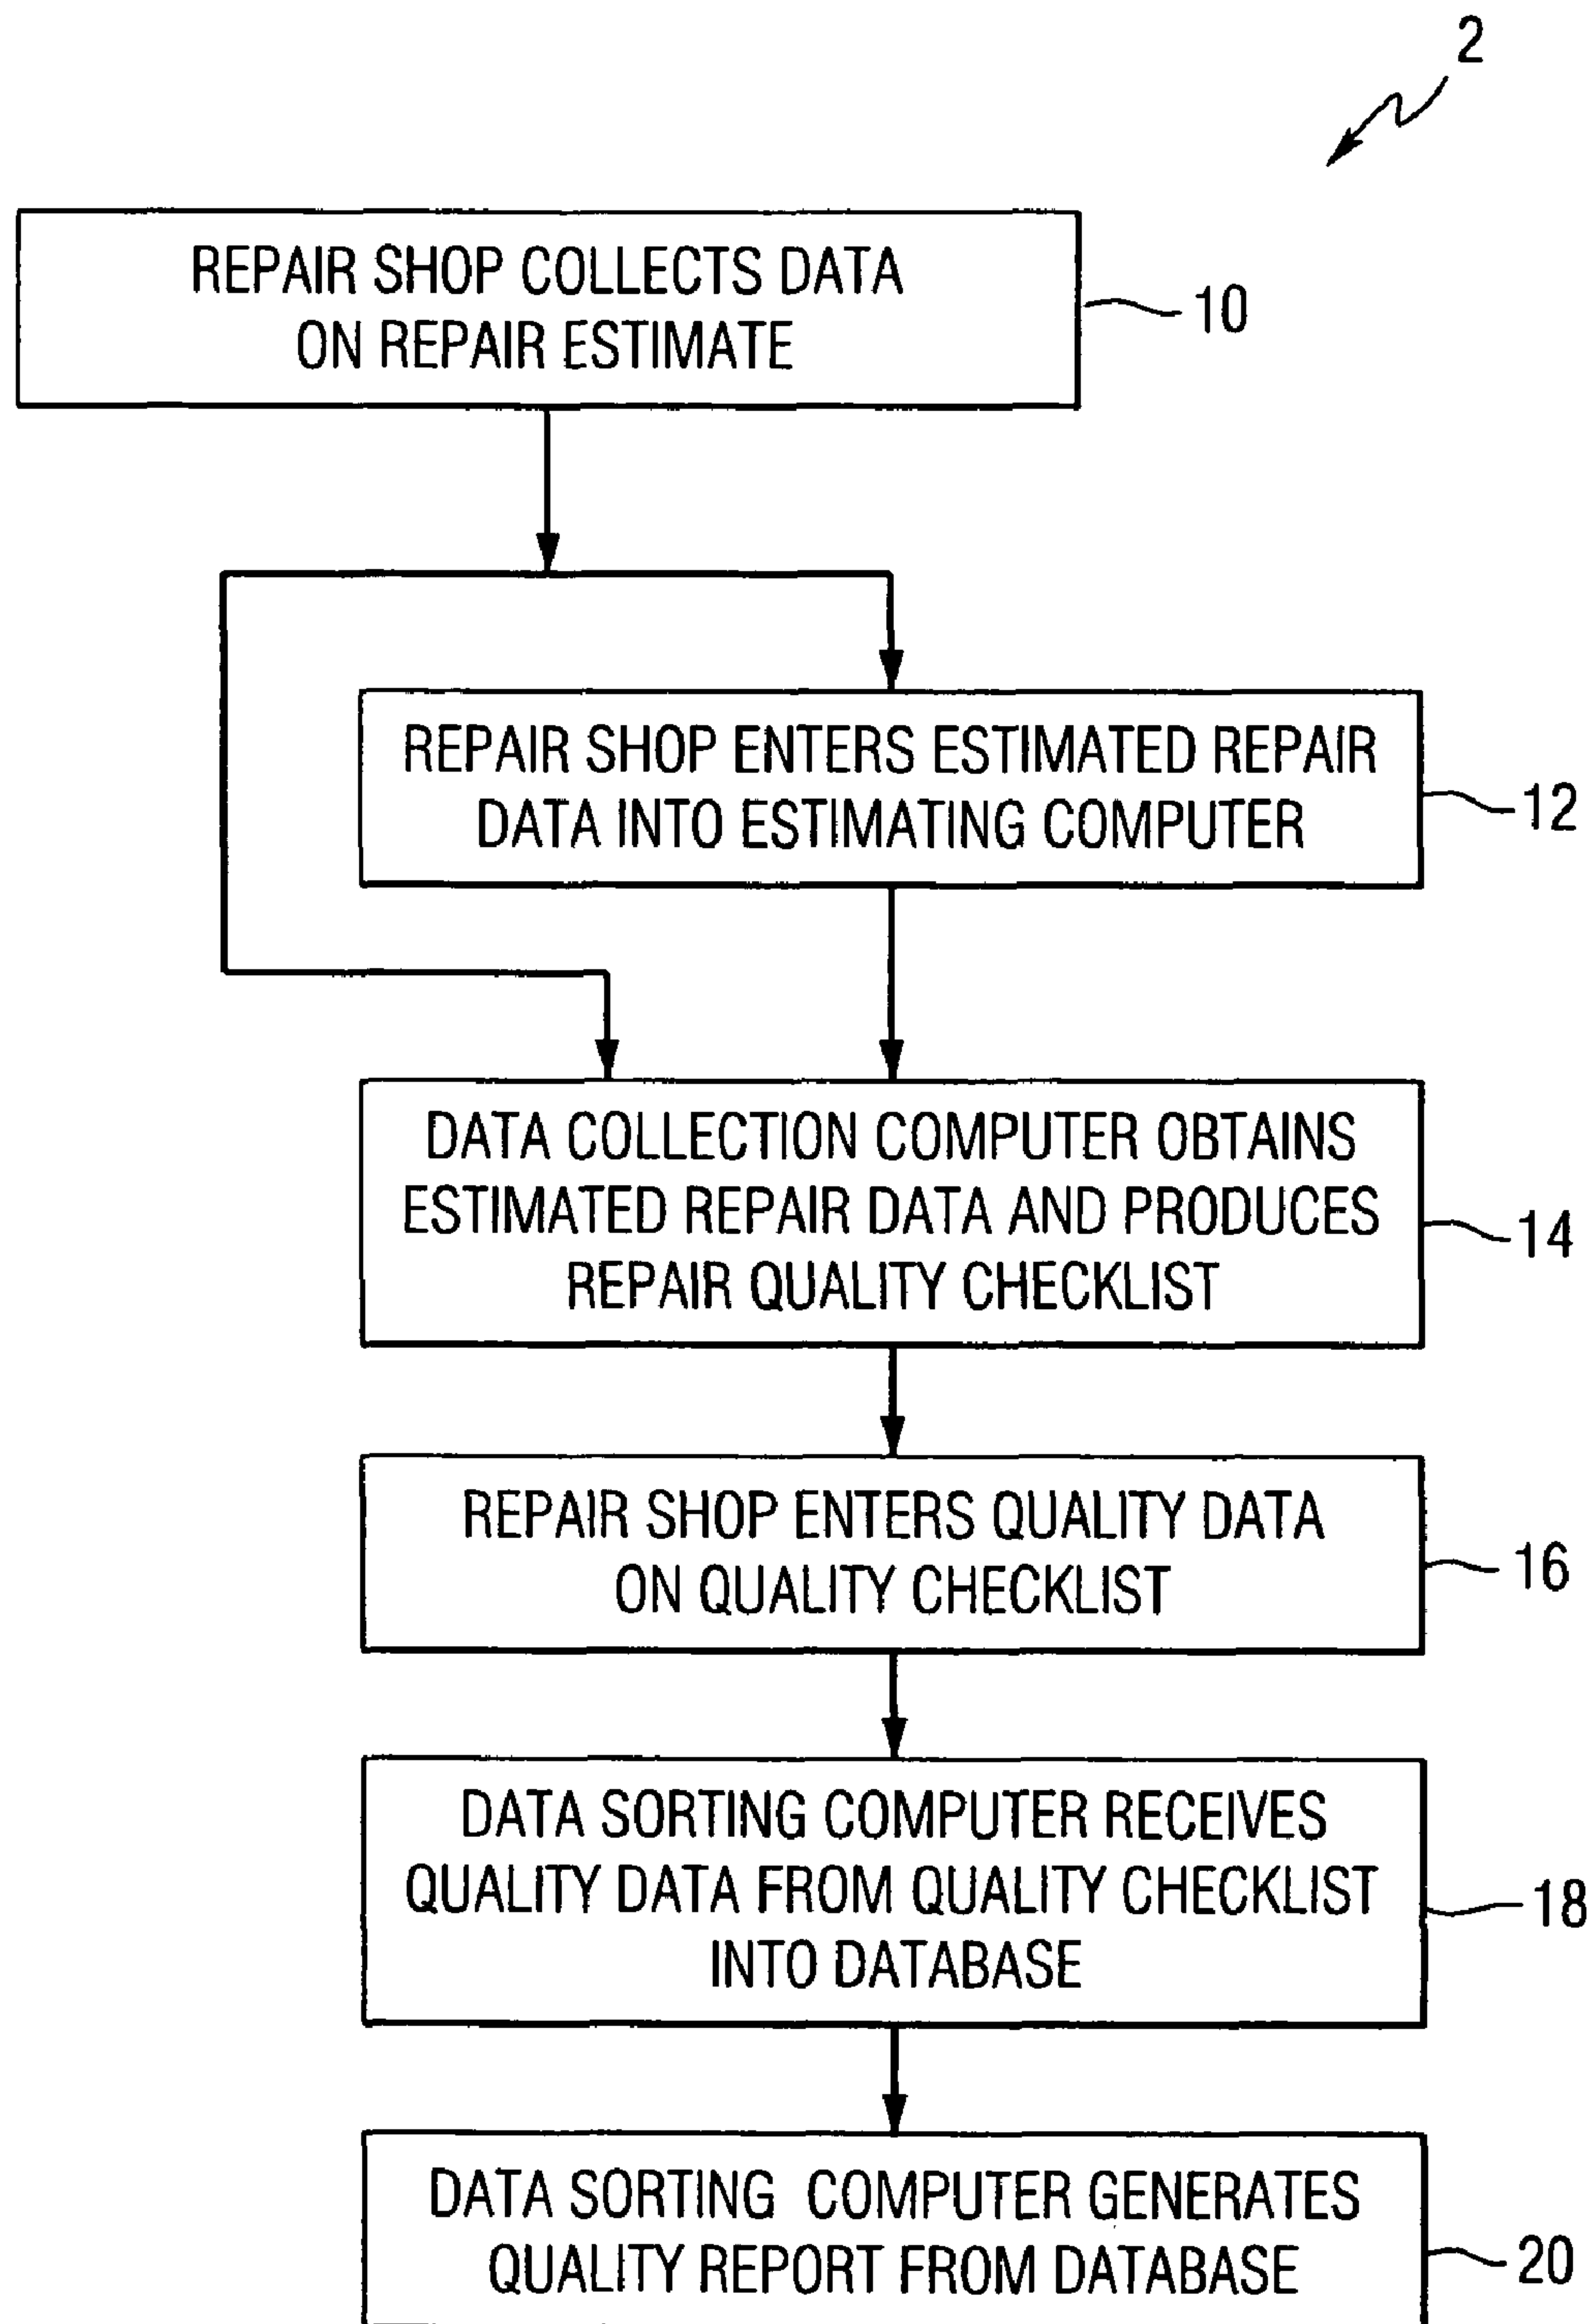 2
REPAIR SHOP COLLECTS DATA
ON REPAIR ESTIMATE
10
REPAIR SHOP ENTERS ESTIMATED REPAIR
DATA INTO ESTIMATING COMPUTER
12
DATA COLLECTION COMPUTER OBTAINS
ESTIMATED REPAIR DATA AND PRODUCES
REPAIR QUALITY CHECKLIST
14
REPAIR SHOP ENTERS QUALITY DATA
ON QUALITY CHECKLIST
16
DATA SORTING COMPUTER RECEIVES
QUALITY DATA FROM QUALITY CHECKLIST
INTO DATABASE
18
DATA SORTING COMPUTER GENERATES
QUALITY REPORT FROM DATABASE
20